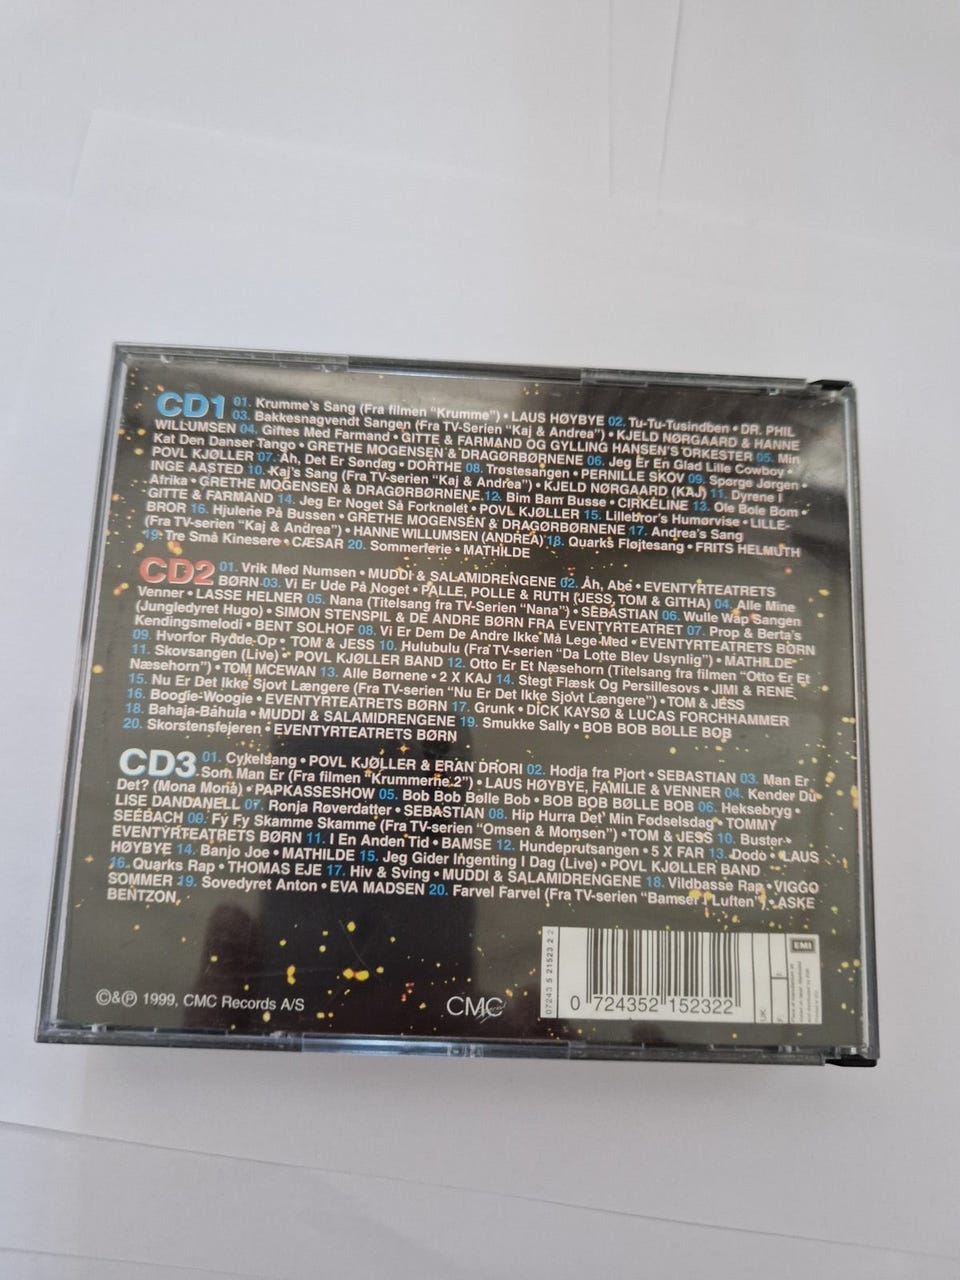 CD1 01. Krumme's Sang (Fra filmen "Krumme") • LAUS HØYBYE 02. Tu-Tu-Tusindben • DR. PHIL
03. Bakkesnagvendt Sangen (Fra TV-Serien "Kaj & Andrea") • KJELD NØRGAARD & HANNE
WILLUMSEN 04. Giftes Med Farmand • GITTE & FARMAND OG GYLLING HANSEN'S ORKESTER 05. Min
Kat Den Danser Tango • GRETHE MOGENSEN & DRAGØRBØRNENE 06. Jeg Er En Glad Lille Cowboy •
POVL KJØLLER 07. Åh, Det Er Søndag • DORTHE 08. Trøstesangen • PERNILLE SKOV 09. Spørge Jørgen •
INGE AASTED 10. Kaj's Sang (Fra TV-serien "Kaj & Andrea") • KJELD NØRGAARD (KAJ) 11. Dyrene I
Afrika • GRETHE MOGENSEN & DRAGØRBØRNENE 12. Bim Bam Busse • CIRKELINE 13. Ole Bole Bom •
GITTE & FARMAND 14. Jeg Er Noget Så Forknølet • POVL KJØLLER 15. Lillebror's Humørvise • LILLE-
BROR 16. Hjulene På Bussen • GRETHE MOGENSEN & DRAGØRBØRNENE 17. Andrea's Sang
(Fra TV-serien "Kaj & Andrea") • HANNE WILLUMSEN (ANDREA) 18. Quarks Fløjtesang • FRITS HELMUTH
19. Tre Små Kinesere • CÆSAR 20. Sommerferie • MATHILDE
CD2 01. Vrik Med Numsen • MUDDI & SALAMIDRENGENE 02. Åh, Abe • EVENTYRTEATRETS
BØRN 03. Vi Er Ude På Noget • PALLE, POLLE & RUTH (JESS, TOM & GITHA) 04. Alle Mine
Venner • LASSE HELNER 05. Nana (Titelsang fra TV-Serien "Nana") • SEBASTIAN 06. Wulle Wap Sangen
(Jungledyret Hugo) • SIMON STENSPIL & DE ANDRE BØRN FRA EVENTYRTEATRET 07. Prop & Berta's
Kendingsmelodi • BENT SOLHOF 08. Vi Er Dem De Andre Ikke Må Lege Med • EVENTYRTEATRETS BØRN
09. Hvorfor Rydde Op • TOM & JESS 10. Hulubulu (Fra TV-serien "Da Lotte Blev Usynlig") • MATHILDE
11. Skovsangen (Live) • POVL KJØLLER BAND 12. Otto Er Et Næsehorn (Titelsang fra filmen "Otto Er Et
Næsehorn") • TOM MCEWAN 13. Alle Børnene • 2 X KAJ 14. Stegt Flæsk Og Persillesovs • JIMI & RENE
15. Nu Er Det Ikke Sjovt Længere (Fra TV-serien "Nu Er Det Ikke Sjovt Længere") • TOM & JESS
16. Boogie-Woogie • EVENTYRTEATRETS BØRN 17. Grunk • DICK KAYSØ & LUCAS FORCHHAMMER
18. Bahaja-Bahula • MUDDI & SALAMIDRENGENE 19. Smukke Sally • BOB BOB BØLLE BOB
20. Skorstensfejeren • EVENTYRTEATRETS BØRN
CD3 01. Cykelsang • POVL KJØLLER & ERAN DRORI 02. Hodja fra Pjort • SEBASTIAN 03. Man Er
Som Man Er (Fra filmen "Krummerne 2") • LAUS HØYBYE, FAMILIE & VENNER 04. Kender Du
Det? (Mona Mona) • PAPKASSESHOW 05. Bob Bob Bølle Bob • BOB BOB BØLLE BOB 06. Heksebryg •
LISE DANDANELL 07. Ronja Røverdatter • SEBASTIAN 08. Hip Hurra Det' Min Fødselsdag • TOMMY
SEEBACH 09. Fy Fy Skamme Skamme (Fra TV-serien "Omsen & Momsen") • TOM & JESS 10. Buster •
EVENTYRTEATRETS BØRN 11. I En Anden Tid • BAMSE 12. Hundeprutsangen • 5 X FAR 13. Dodo • LAUS
HØYBYE 14. Banjo Joe • MATHILDE 15. Jeg Gider Ingenting I Dag (Live) • POVL KJØLLER BAND
16. Quarks Rap • THOMAS EJE 17. Hiv & Sving • MUDDI & SALAMIDRENGENE 18. Vildbasse Rap • VIGGO
SOMMER 19. Sovedyret Anton • EVA MADSEN 20. Farvel Farvel (Fra TV-serien "Bamser I Luften") • ASKE
BENTZON
©&℗ 1999, CMC Records A/S
CMC
07243 5 21523 2 2
0 724352 152322
UK:
F:
EMI